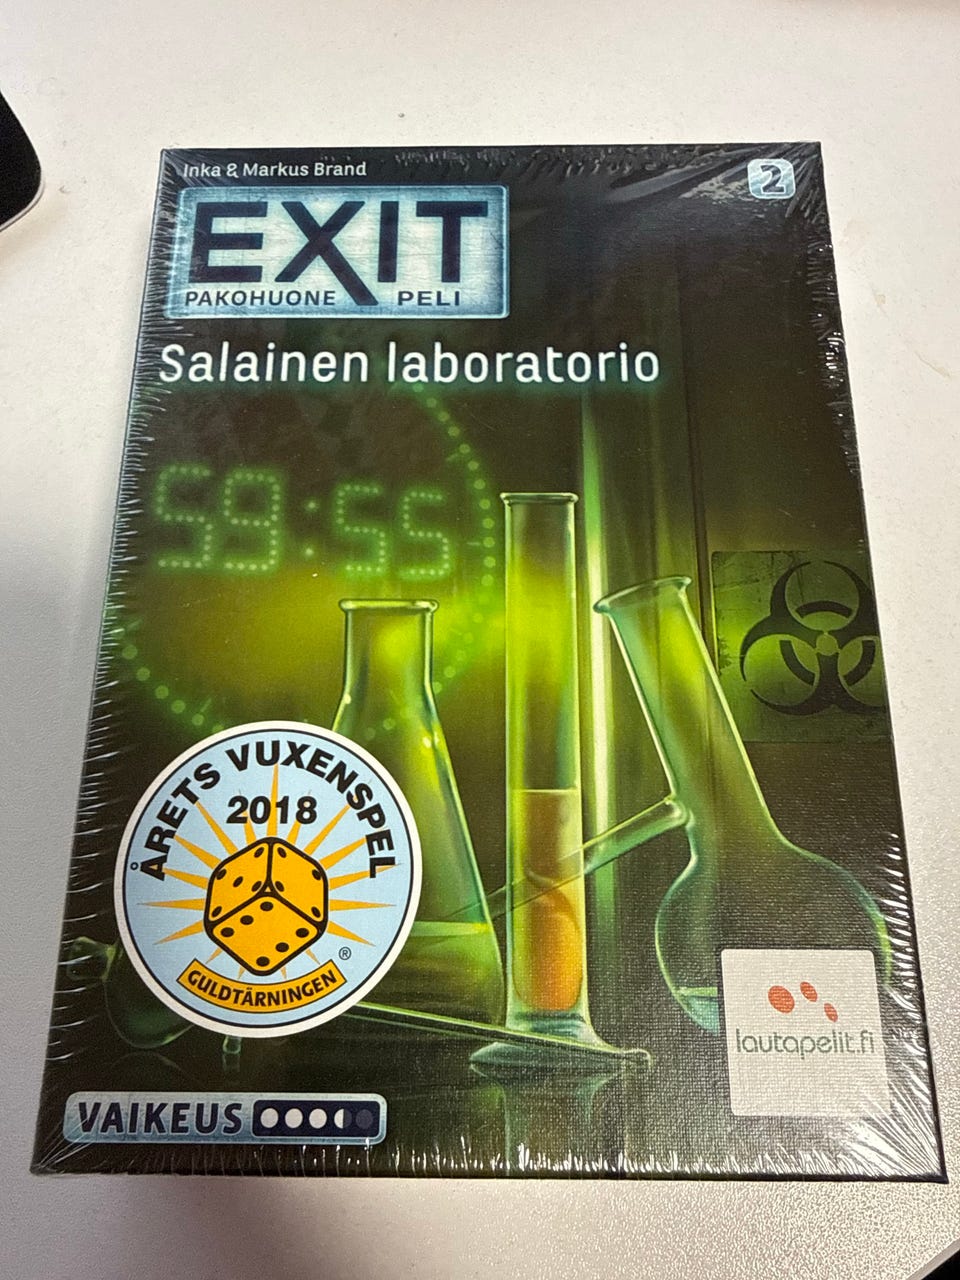 Inka & Markus Brand
2
EXIT
PAKOHUONE PELI
Salainen laboratorio
59:55
ÅRETS VUXENSPEL
2018
®
GULDTÄRNINGEN
lautapelit.fi
VAIKEUS